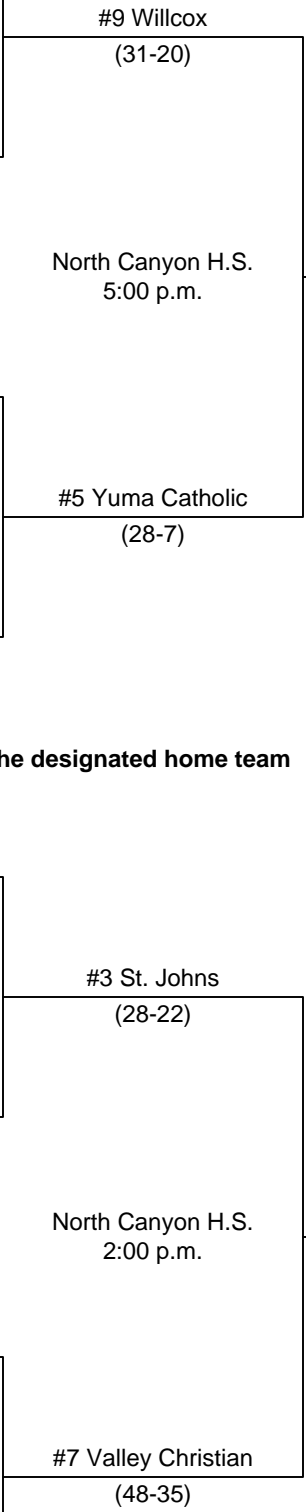 #9 Willcox
(31-20)
North Canyon H.S.
5:00 p.m.
#5 Yuma Catholic
(28-7)
designated home team
#3 St. Johns
(28-22)
North Canyon H.S.
2:00 p.m.
#7 Valley Christian
(48-35)